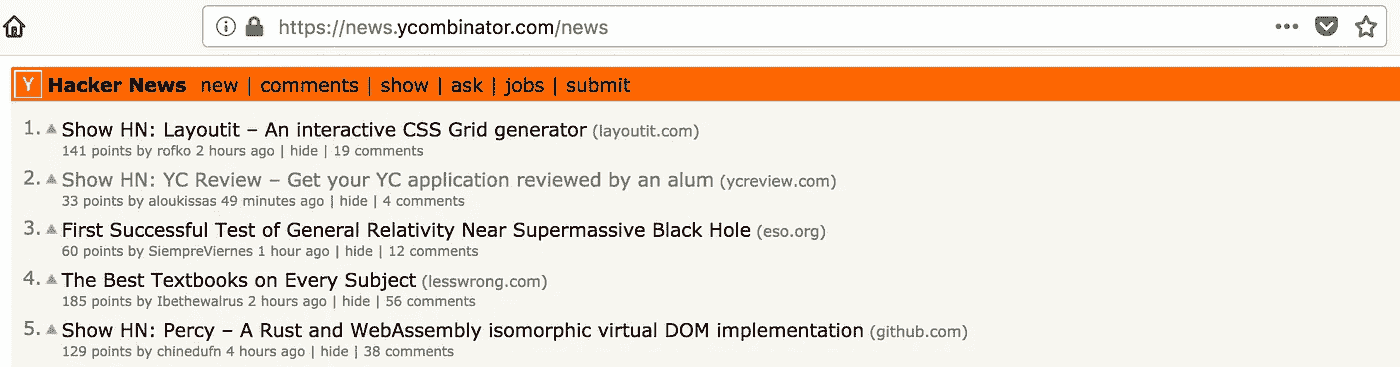 https://news.ycombinator.com/news
Y Hacker News new | comments | show | ask | jobs | submit
1. Show HN: Layoutit – An interactive CSS Grid generator (layoutit.com)
141 points by rofko 2 hours ago | hide | 19 comments
2. Show HN: YC Review – Get your YC application reviewed by an alum (ycreview.com)
33 points by aloukissas 49 minutes ago | hide | 4 comments
3. First Successful Test of General Relativity Near Supermassive Black Hole (eso.org)
60 points by SiempreViernes 1 hour ago | hide | 12 comments
4. The Best Textbooks on Every Subject (lesswrong.com)
185 points by Ibethewalrus 2 hours ago | hide | 56 comments
5. Show HN: Percy – A Rust and WebAssembly isomorphic virtual DOM implementation (github.com)
129 points by chinedufn 4 hours ago | hide | 38 comments